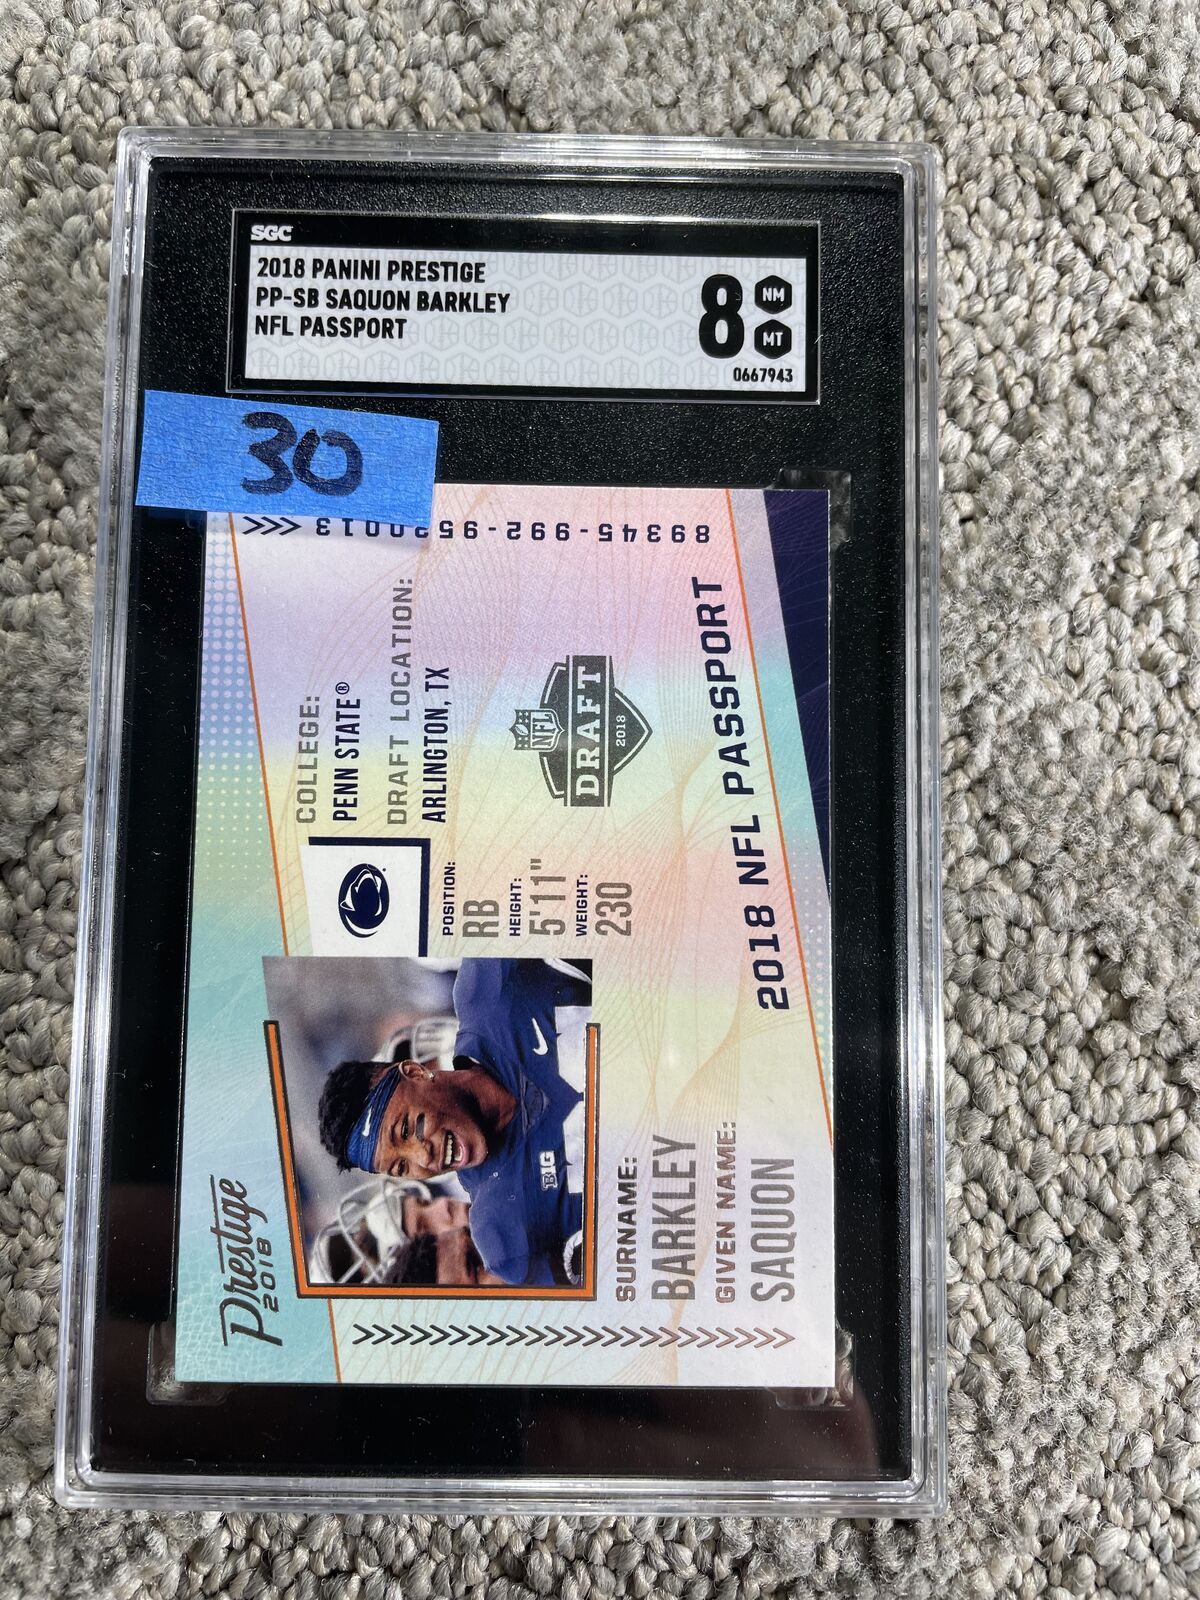 SGC
2018 PANINI PRESTIGE
PP-SB SAQUON BARKLEY
NFL PASSPORT
8
NM
MT
0667943
30
Prestige
2018
COLLEGE:
PENN STATE®
DRAFT LOCATION:
ARLINGTON, TX
POSITION:
RB
HEIGHT:
5'11"
WEIGHT:
230
NFL
DRAFT
2018
B1G
SURNAME:
BARKLEY
GIVEN NAME:
SAQUON
2018 NFL PASSPORT
89345-992-9520013